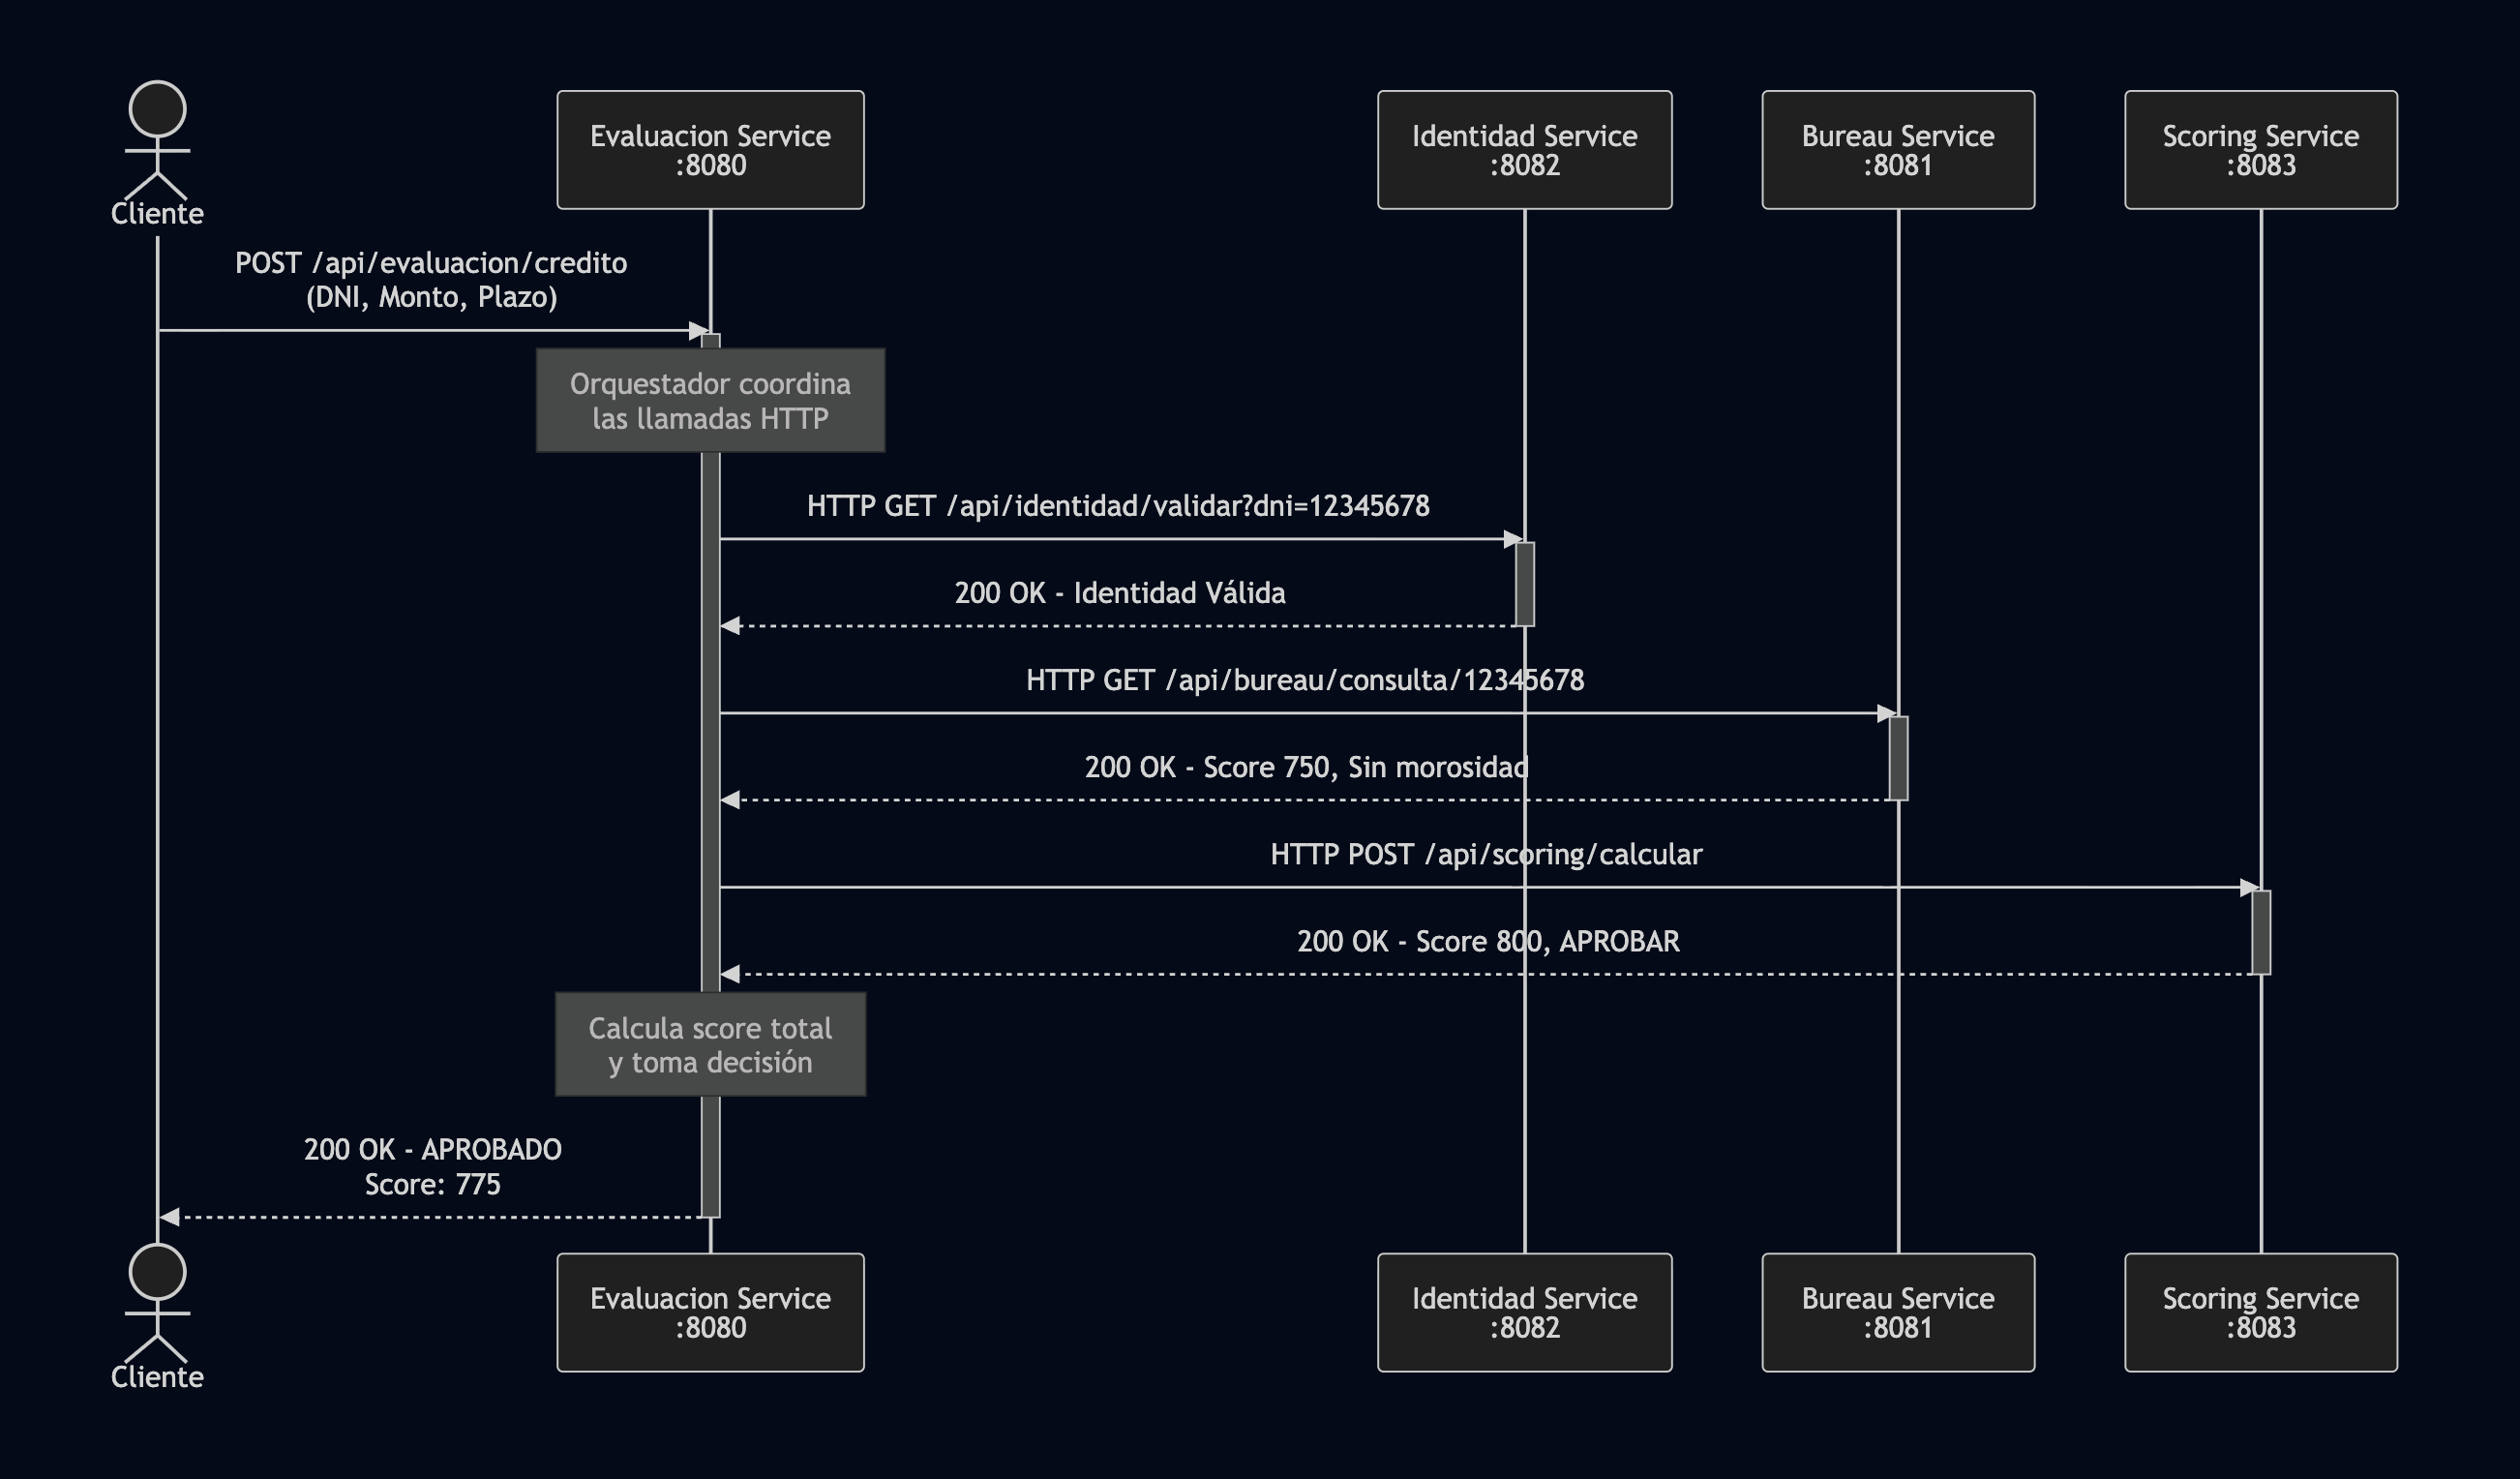 Cliente
Evaluacion Service
:8080
Identidad Service
:8082
Bureau Service
:8081
Scoring Service
:8083
POST /api/evaluacion/credito
(DNI, Monto, Plazo)
Orquestador coordina
las llamadas HTTP
HTTP GET /api/identidad/validar?dni=12345678
200 OK - Identidad Válida
HTTP GET /api/bureau/consulta/12345678
200 OK - Score 750, Sin morosidad
HTTP POST /api/scoring/calcular
200 OK - Score 800, APROBAR
Calcula score total
y toma decisión
200 OK - APROBADO
Score: 775
Cliente
Evaluacion Service
:8080
Identidad Service
:8082
Bureau Service
:8081
Scoring Service
:8083